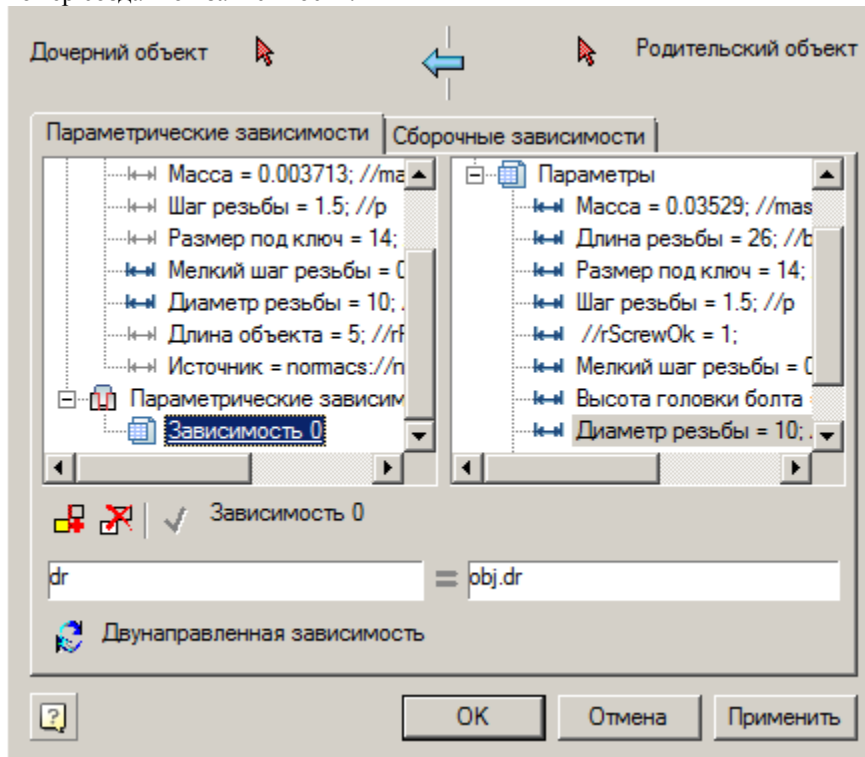 Дочерний объект
Родительский объект
Параметрические зависимости
Сборочные зависимости
Масса = 0.003713; //ma
Шаг резьбы = 1.5; //p
Размер под ключ = 14;
Мелкий шаг резьбы = 0
Диаметр резьбы = 10; .
Длина объекта = 5; //rF
Источник = normacs://n
Параметрические зависим
Зависимость 0
Параметры
Масса = 0.03529; //mas
Длина резьбы = 26; //b
Размер под ключ = 14;
Шаг резьбы = 1.5; //p
//rScrewOk = 1;
Мелкий шаг резьбы = 0
Высота головки болта
Диаметр резьбы = 10; .
Зависимость 0
dr = obj.dr
Двунаправленная зависимость
? OK Отмена Применить